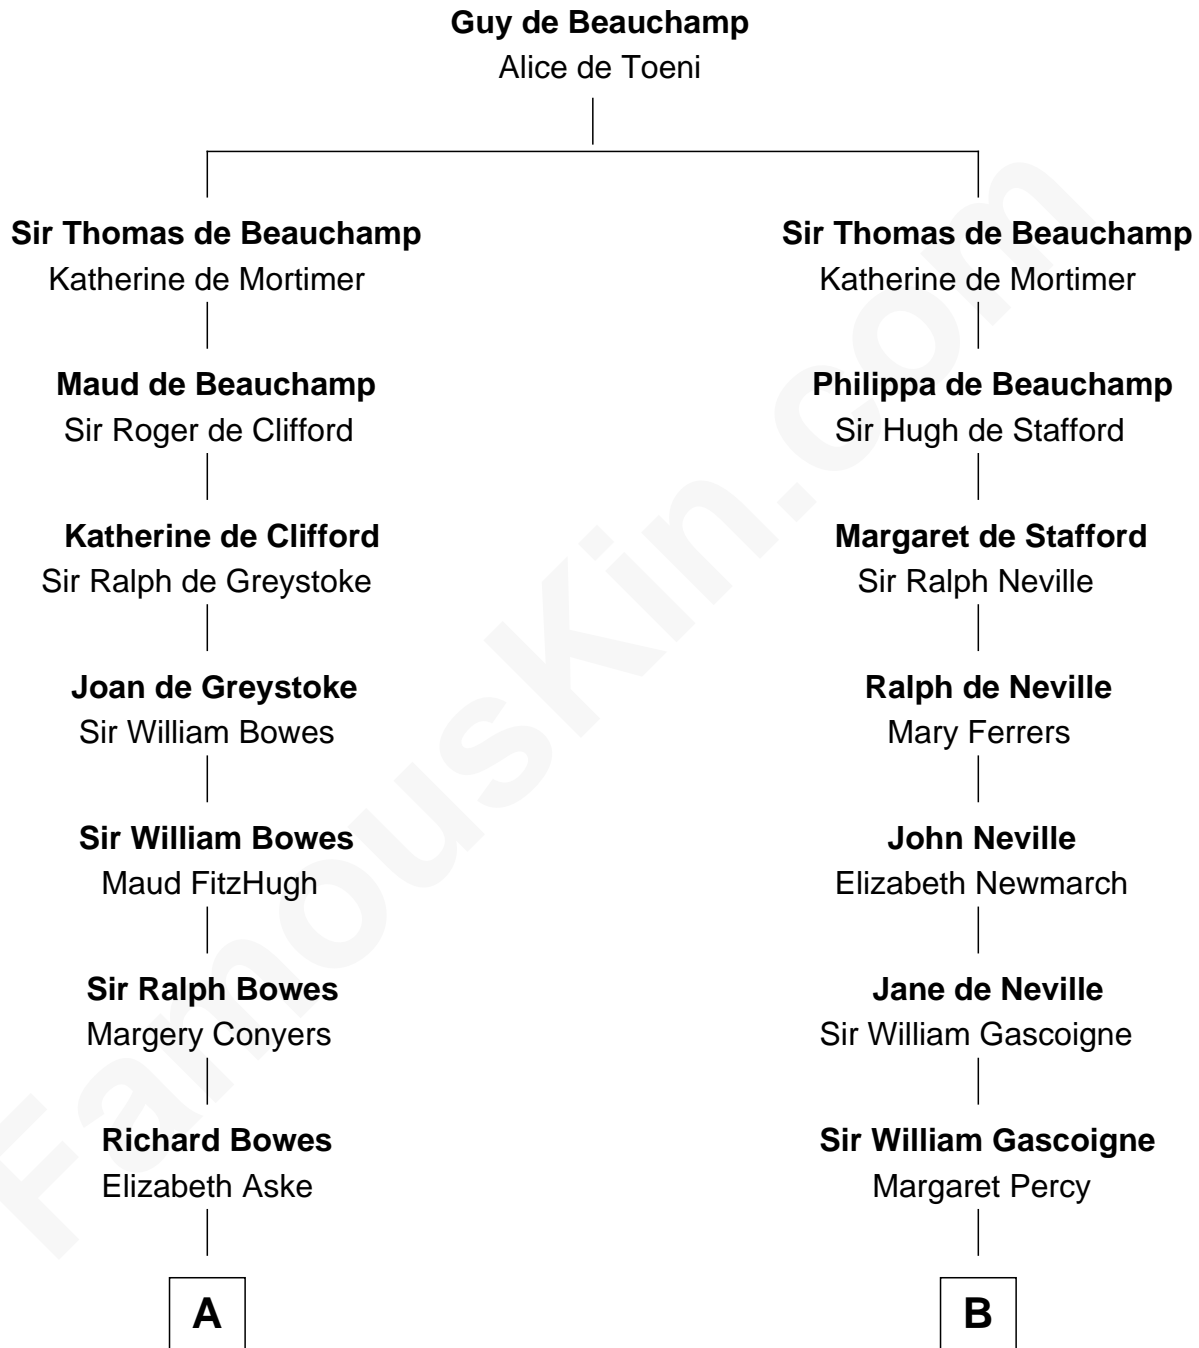 Guy de Beauchamp
Alice de Toeni
Sir Thomas de Beauchamp
Katherine de Mortimer
Sir Thomas de Beauchamp
Katherine de Mortimer
Maud de Beauchamp
Sir Roger de Clifford
Philippa de Beauchamp
Sir Hugh de Stafford
Katherine de Clifford
Sir Ralph de Greystoke
Margaret de Stafford
Sir Ralph Neville
Joan de Greystoke
Sir William Bowes
Ralph de Neville
Mary Ferrers
Sir William Bowes
Maud FitzHugh
John Neville
Elizabeth Newmarch
Sir Ralph Bowes
Margery Conyers
Jane de Neville
Sir William Gascoigne
Richard Bowes
Elizabeth Aske
Sir William Gascoigne
Margaret Percy
A
B
FamousKin.com